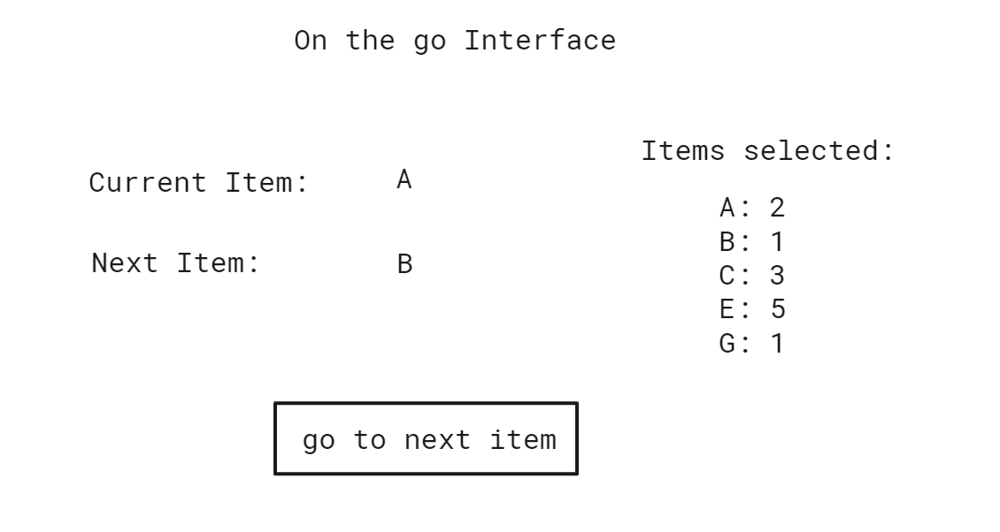 On the go Interface
Current Item: A
Next Item: B
Items selected:
A: 2
B: 1
C: 3
E: 5
G: 1
go to next item